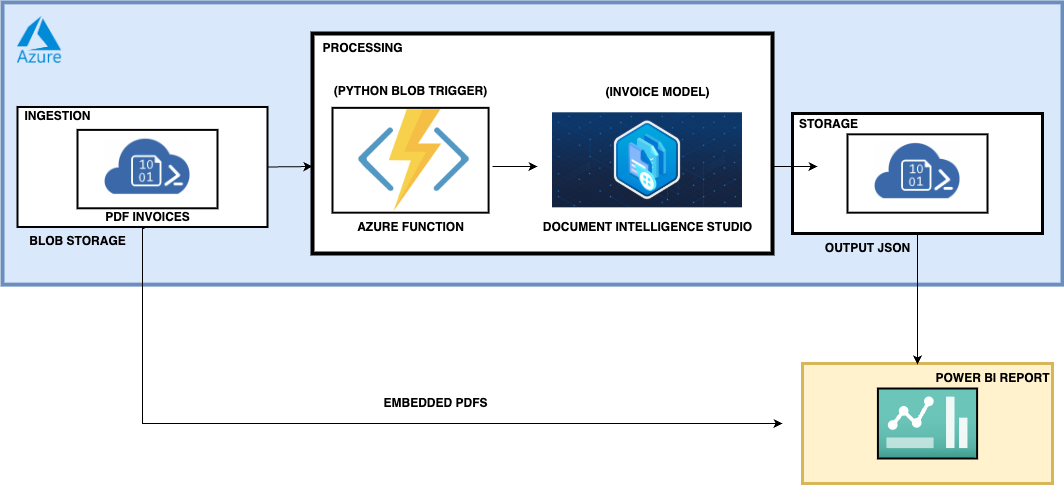 Azure
PROCESSING
(PYTHON BLOB TRIGGER)
(INVOICE MODEL)
INGESTION
STORAGE
10
01
10
01
PDF INVOICES
AZURE FUNCTION
DOCUMENT INTELLIGENCE STUDIO
BLOB STORAGE
OUTPUT JSON
POWER BI REPORT
EMBEDDED PDFS